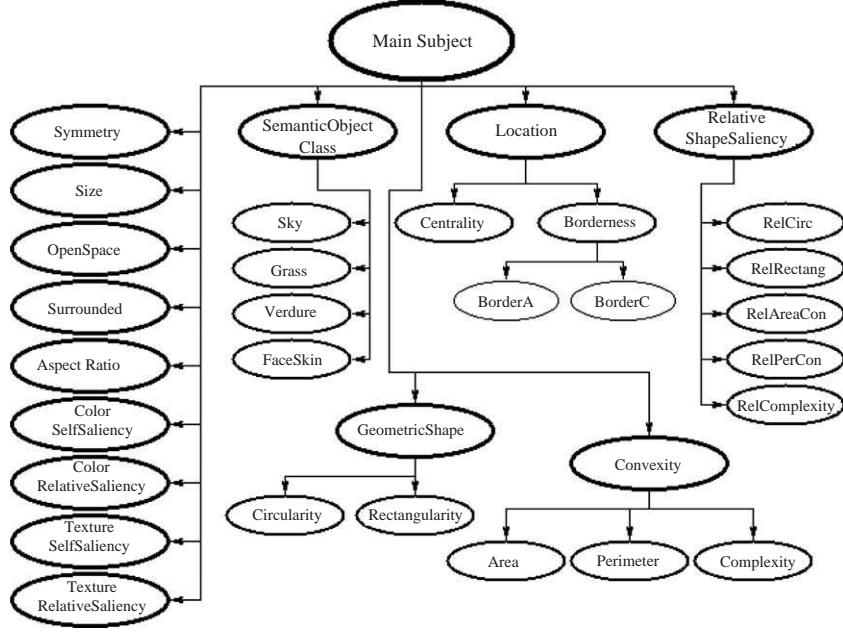 Main Subject
Symmetry
Size
OpenSpace
Surrounded
Aspect Ratio
Color
SelfSaliency
Color
RelativeSaliency
Texture
SelfSaliency
Texture
RelativeSaliency
SemanticObject
Class
Sky
Grass
Verdure
FaceSkin
Location
Centrality
Borderness
BorderA
BorderC
Relative
ShapeSaliency
RelCirc
RelRectang
RelAreaCon
RelPerCon
RelComplexity
GeometricShape
Circularity
Rectangularity
Convexity
Area
Perimeter
Complexity